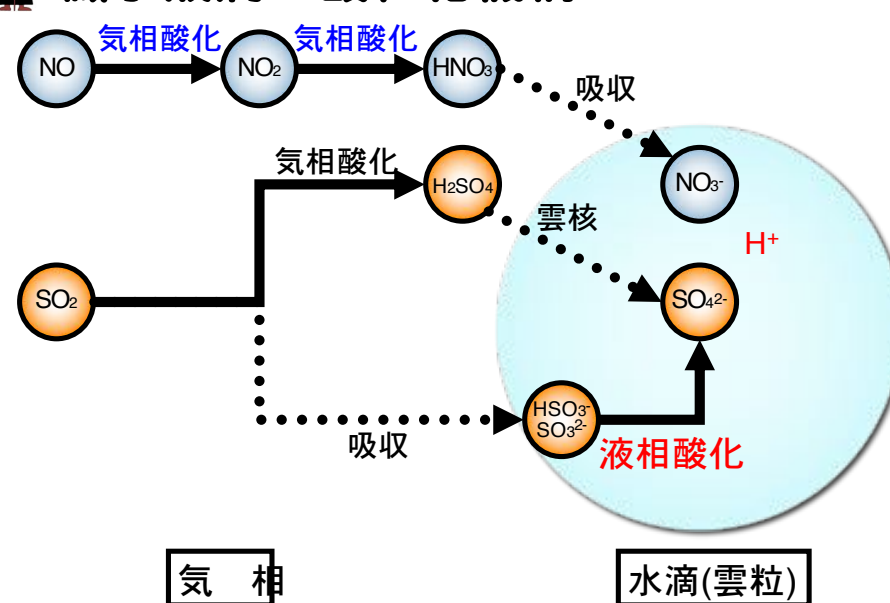 気相酸化
気相酸化
NO
NO₂
HNO₃
吸収
気相酸化
H₂SO₄
NO₃⁻
雲核
H⁺
SO₂
SO₄²⁻
HSO₃⁻
SO₃²⁻
吸収
液相酸化
気 相
水滴(雲粒)